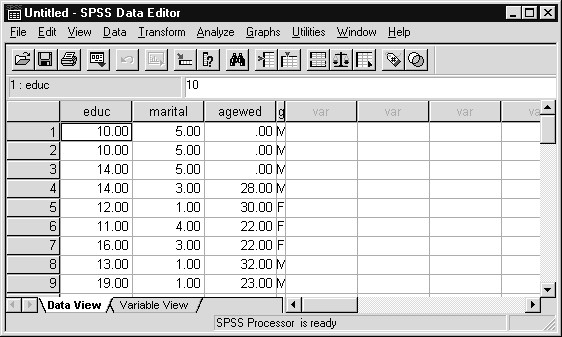 Untitled - SPSS Data Editor
File Edit View Data Transform Analyze Graphs Utilities Window Help
1 : educ 10
educ marital agewed g var var var va
1 10.00 5.00 .00 M
2 10.00 5.00 .00 M
3 14.00 5.00 .00 M
4 14.00 3.00 28.00 M
5 12.00 1.00 30.00 F
6 11.00 4.00 22.00 F
7 16.00 3.00 22.00 F
8 13.00 1.00 32.00 M
9 19.00 1.00 23.00 M
Data View Variable View
SPSS Processor is ready